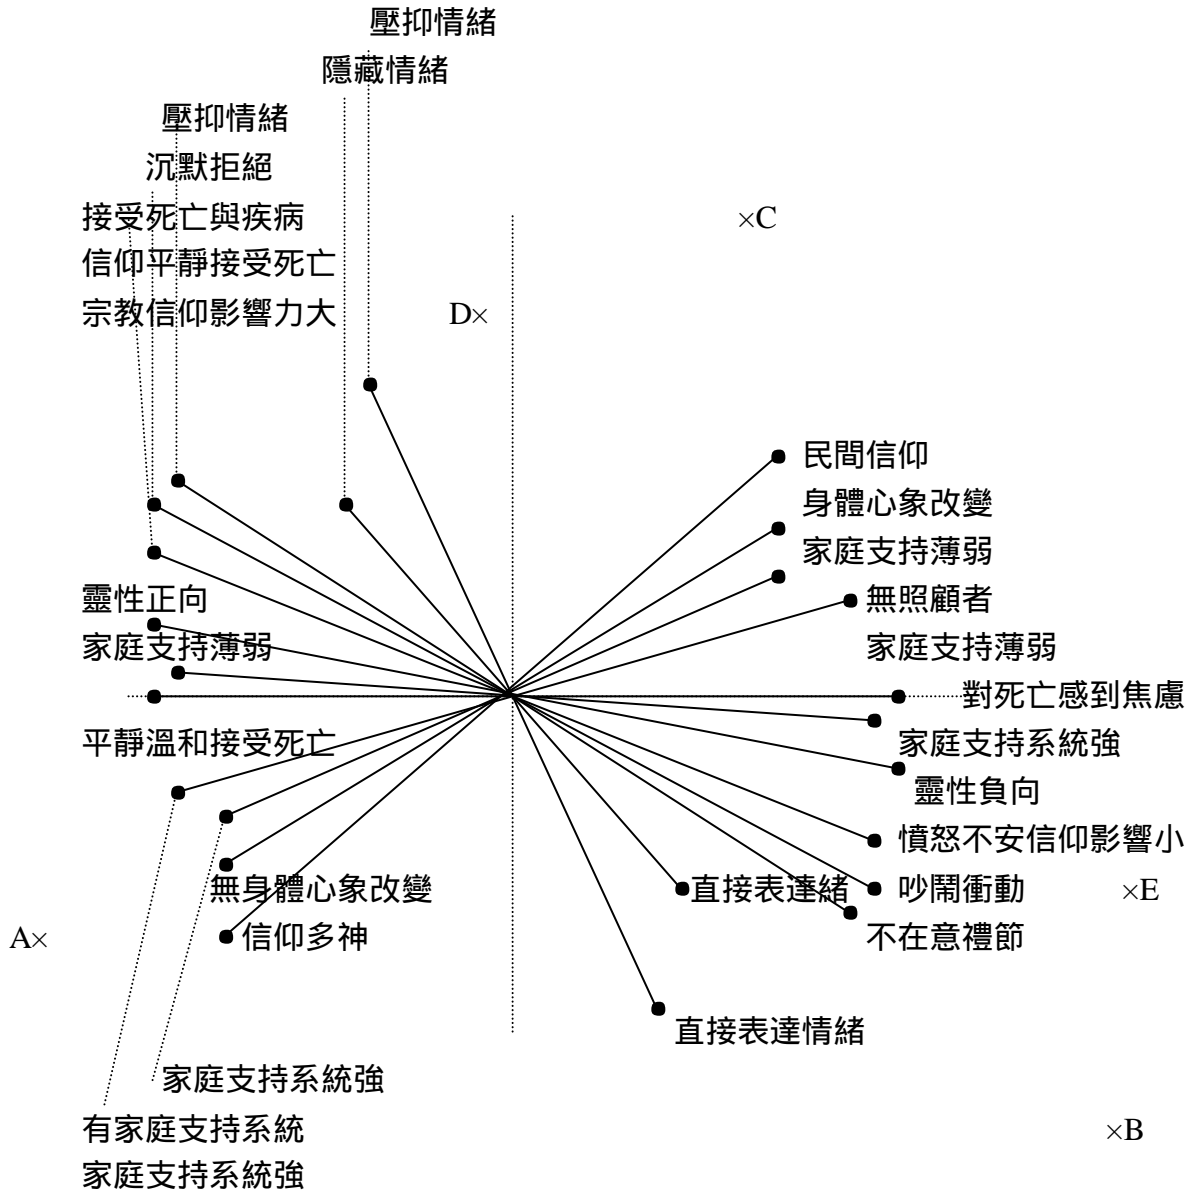 壓抑情緒
隱藏情緒
壓抑情緒
沉默拒絕
接受死亡與疾病
×C
信仰平靜接受死亡
宗教信仰影響力大
D×
民間信仰
身體心象改變
家庭支持薄弱
靈性正向
無照顧者
家庭支持薄弱
家庭支持薄弱
對死亡感到焦慮
平靜溫和接受死亡
家庭支持系統強
靈性負向
憤怒不安信仰影響小
無身體心象改變
直接表達緒
吵鬧衝動
×E
A×
信仰多神
不在意禮節
直接表達情緒
家庭支持系統強
有家庭支持系統
×B
家庭支持系統強